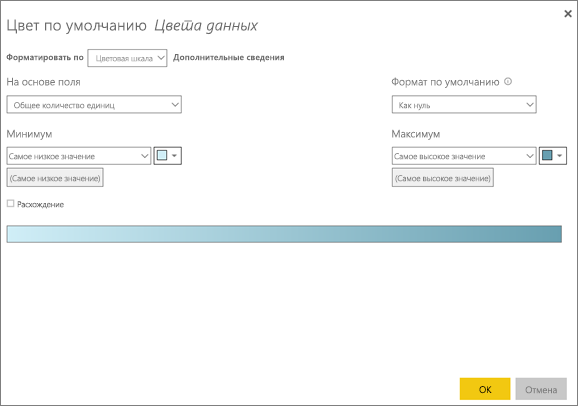 Цвет по умолчанию Цвета данных
Форматировать по Цветовая шкала Дополнительные сведения
На основе поля Формат по умолчанию
Общее количество единиц Как нуль
Минимум Максимум
Самое низкое значение Самое высокое значение
(Самое низкое значение) (Самое высокое значение)
Расхождение
ОК Отмена